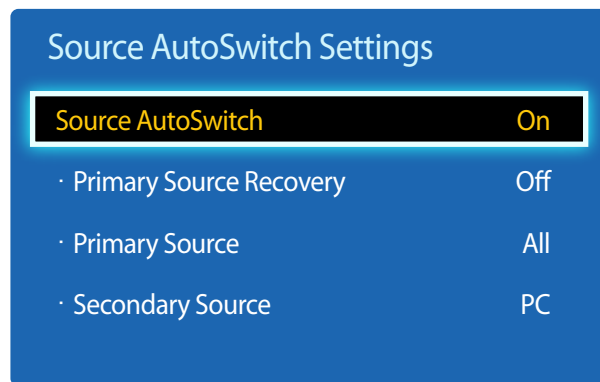 Source AutoSwitch Settings
Source AutoSwitch On
· Primary Source Recovery Off
· Primary Source All
· Secondary Source PC